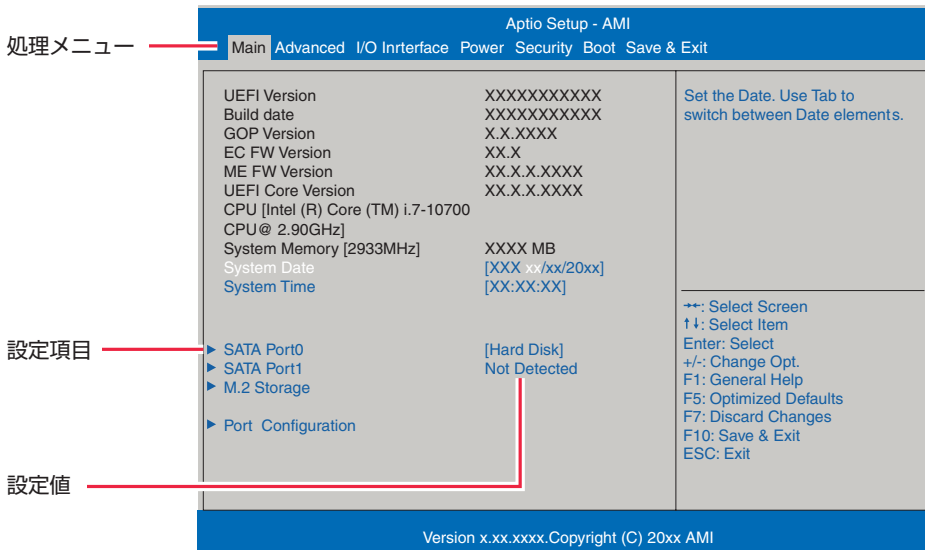 Aptio Setup - AMI
処理メニュー
Main Advanced I/O Inrterface Power Security Boot Save & Exit
UEFI Version XXXXXXXXXXX
Build date XXXXXXXXXXX
GOP Version X.X.XXXX
EC FW Version XX.X
ME FW Version XX.X.X.XXXX
UEFI Core Version XX.X.X.XXXX
CPU [Intel (R) Core (TM) i.7-10700
CPU@ 2.90GHz]
System Memory [2933MHz] XXXX MB
System Date [XXX xx/xx/20xx]
System Time [XX:XX:XX]
設定項目
SATA Port0 [Hard Disk]
SATA Port1 Not Detected
M.2 Storage
Port Configuration
設定値
Set the Date. Use Tab to
switch between Date elements.
→←: Select Screen
↑↓: Select Item
Enter: Select
+/-: Change Opt.
F1: General Help
F5: Optimized Defaults
F7: Discard Changes
F10: Save & Exit
ESC: Exit
Version x.xx.xxxx.Copyright (C) 20xx AMI